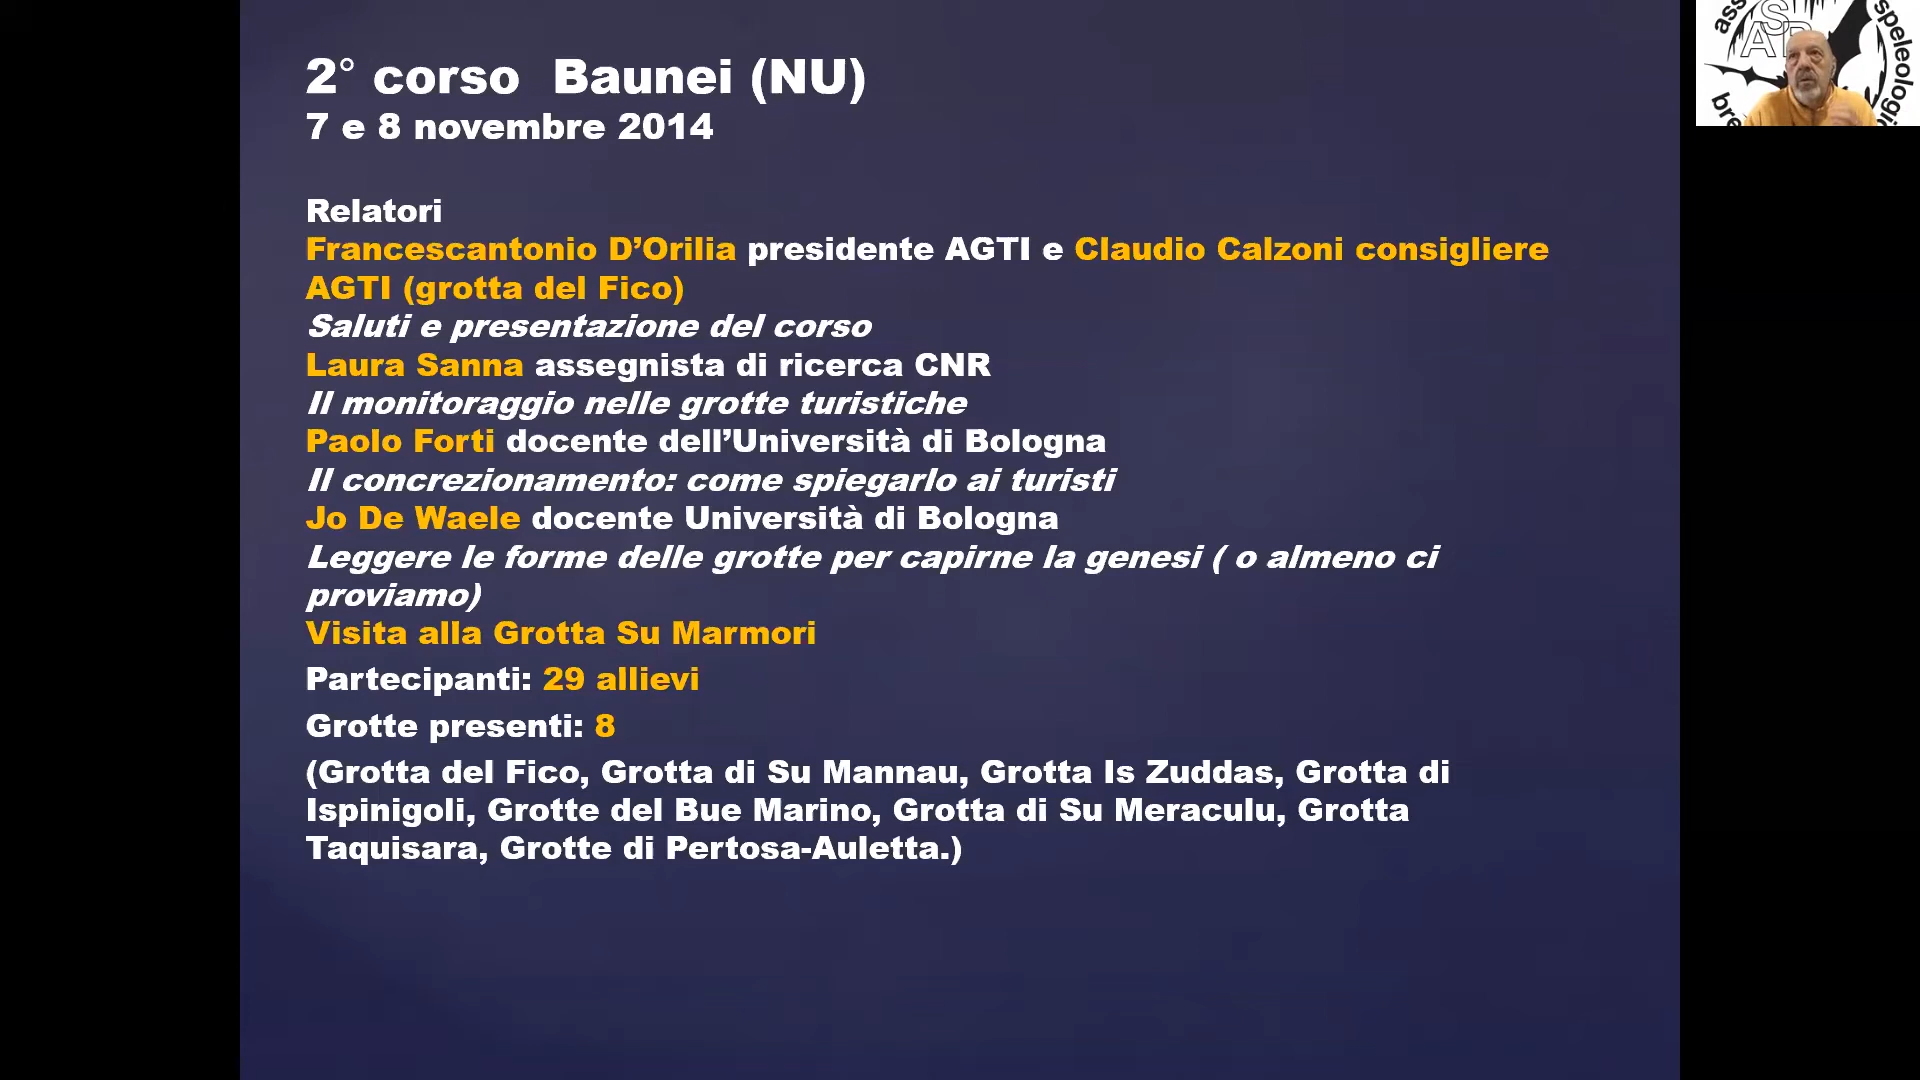 2° corso  Baunei (NU)
7 e 8 novembre 2014
Relatori
Francescantonio D’Orilia presidente AGTI e Claudio Calzoni consigliere
AGTI (grotta del Fico)
Saluti e presentazione del corso
Laura Sanna assegnista di ricerca CNR
Il monitoraggio nelle grotte turistiche
Paolo Forti docente dell’Università di Bologna
Il concrezionamento: come spiegarlo ai turisti
Jo De Waele docente Università di Bologna
Leggere le forme delle grotte per capirne la genesi ( o almeno ci
proviamo)
Visita alla Grotta Su Marmori
Partecipanti: 29 allievi
Grotte presenti: 8
(Grotta del Fico, Grotta di Su Mannau, Grotta Is Zuddas, Grotta di
Ispinigoli, Grotte del Bue Marino, Grotta di Su Meraculu, Grotta
Taquisara, Grotte di Pertosa-Auletta.)